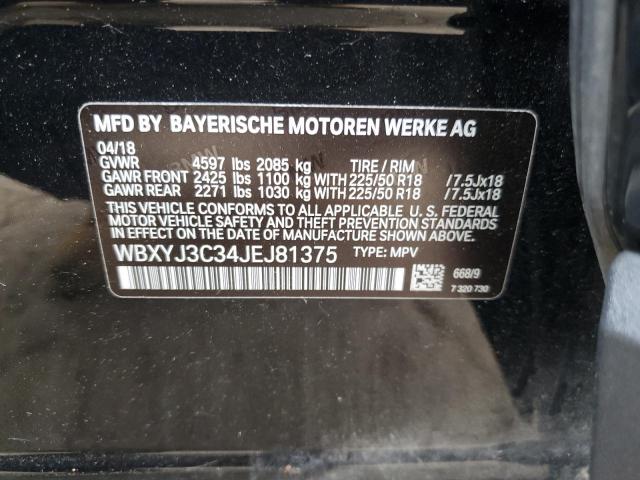 MFD BY BAYERISCHE MOTOREN WERKE AG
04/18
GVWR 4597 lbs 2085 kg TIRE / RIM
GAWR FRONT 2425 lbs 1100 kg WITH 225/50 R18 /7.5Jx18
GAWR REAR 2271 lbs 1030 kg WITH 225/50 R18 /7.5Jx18
THIS VEHICLE CONFORMS TO ALL APPLICABLE U. S. FEDERAL
MOTOR VEHICLE SAFETY AND THEFT PREVENTION STANDARDS
IN EFFECT ON THE DATE OF MANUFACTURE SHOWN ABOVE.
WBXYJ3C34JEJ81375 TYPE: MPV
668/9
7 320 730